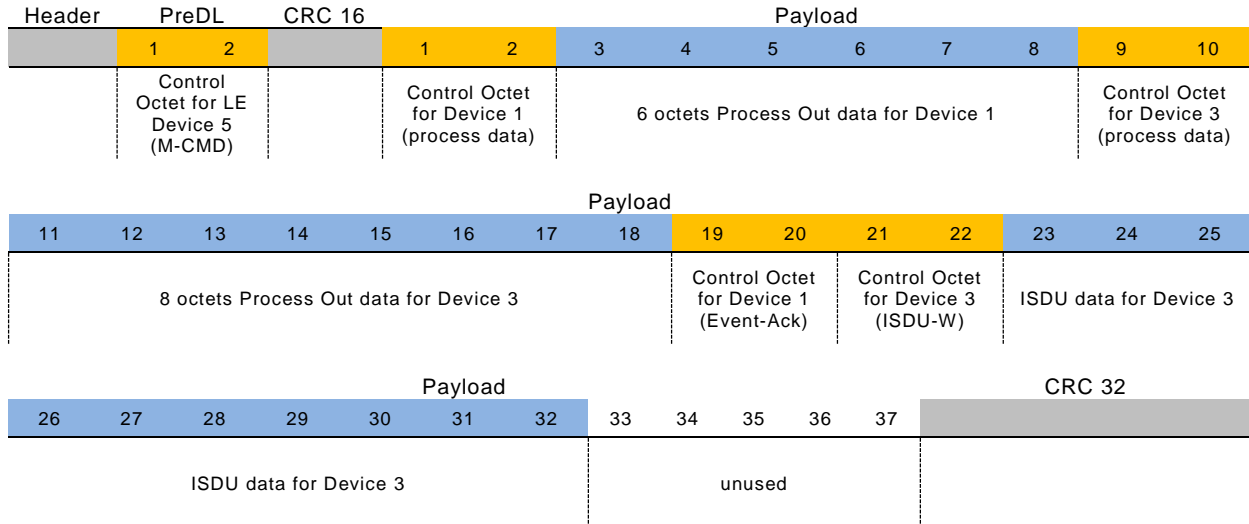 Header PreDL CRC 16 Payload
1 2 1 2 3 4 5 6 7 8 9 10
Control
Octet for LE
Device 5
(M-CMD)
Control Octet
for Device 1
(process data)
6 octets Process Out data for Device 1
Control Octet
for Device 3
(process data)
Payload
11 12 13 14 15 16 17 18 19 20 21 22 23 24 25
8 octets Process Out data for Device 3
Control Octet
for Device 1
(Event-Ack)
Control Octet
for Device 3
(ISDU-W)
ISDU data for Device 3
Payload CRC 32
26 27 28 29 30 31 32 33 34 35 36 37
ISDU data for Device 3
unused